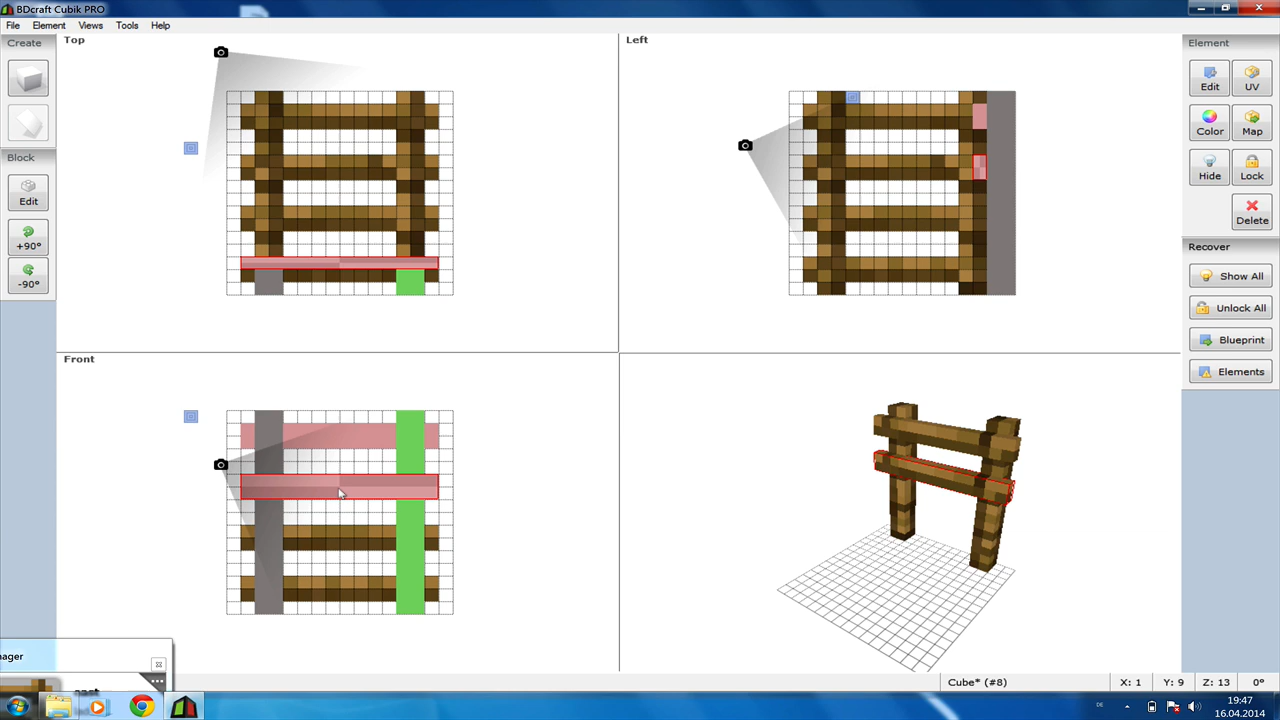 BDcraft Cubik PRO
File Element Views Tools Help
Create
Block
Edit
+90°
-90°
Top
Left
Front
Element
Edit UV
Color Map
Hide Lock
Delete
Recover
Show All
Unlock All
Blueprint
Elements
nager
Cube* (#8) X: 1 Y: 9 Z: 13 0°
DE 19:47
16.04.2014